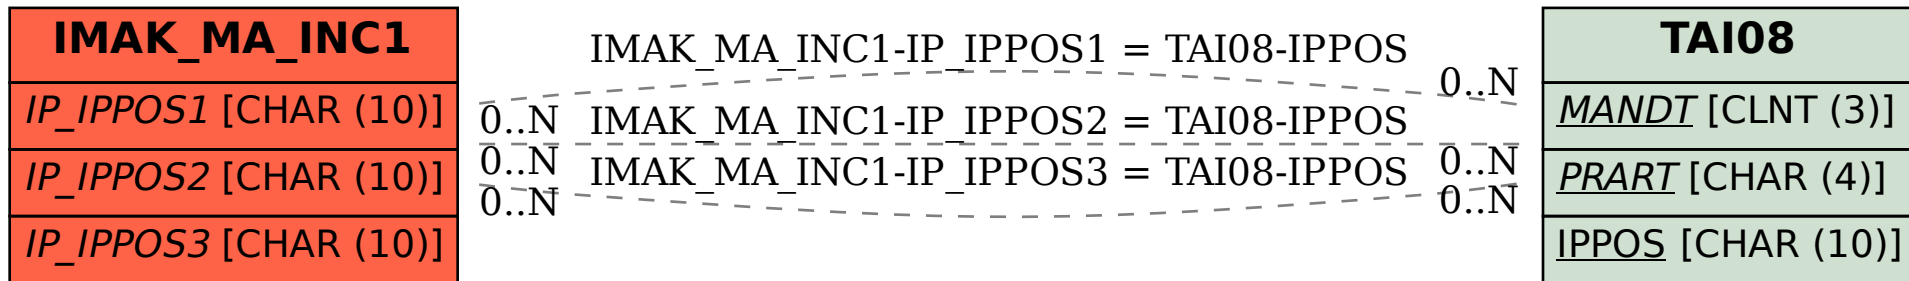 IMAK_MA_INC1
IP_IPPOS1 [CHAR (10)]
IP_IPPOS2 [CHAR (10)]
IP_IPPOS3 [CHAR (10)]
IMAK_MA_INC1-IP_IPPOS1 = TAI08-IPPOS
0..N
0..N
IMAK_MA_INC1-IP_IPPOS2 = TAI08-IPPOS
0..N
0..N
IMAK_MA_INC1-IP_IPPOS3 = TAI08-IPPOS
0..N
0..N
TAI08
MANDT [CLNT (3)]
PRART [CHAR (4)]
IPPOS [CHAR (10)]